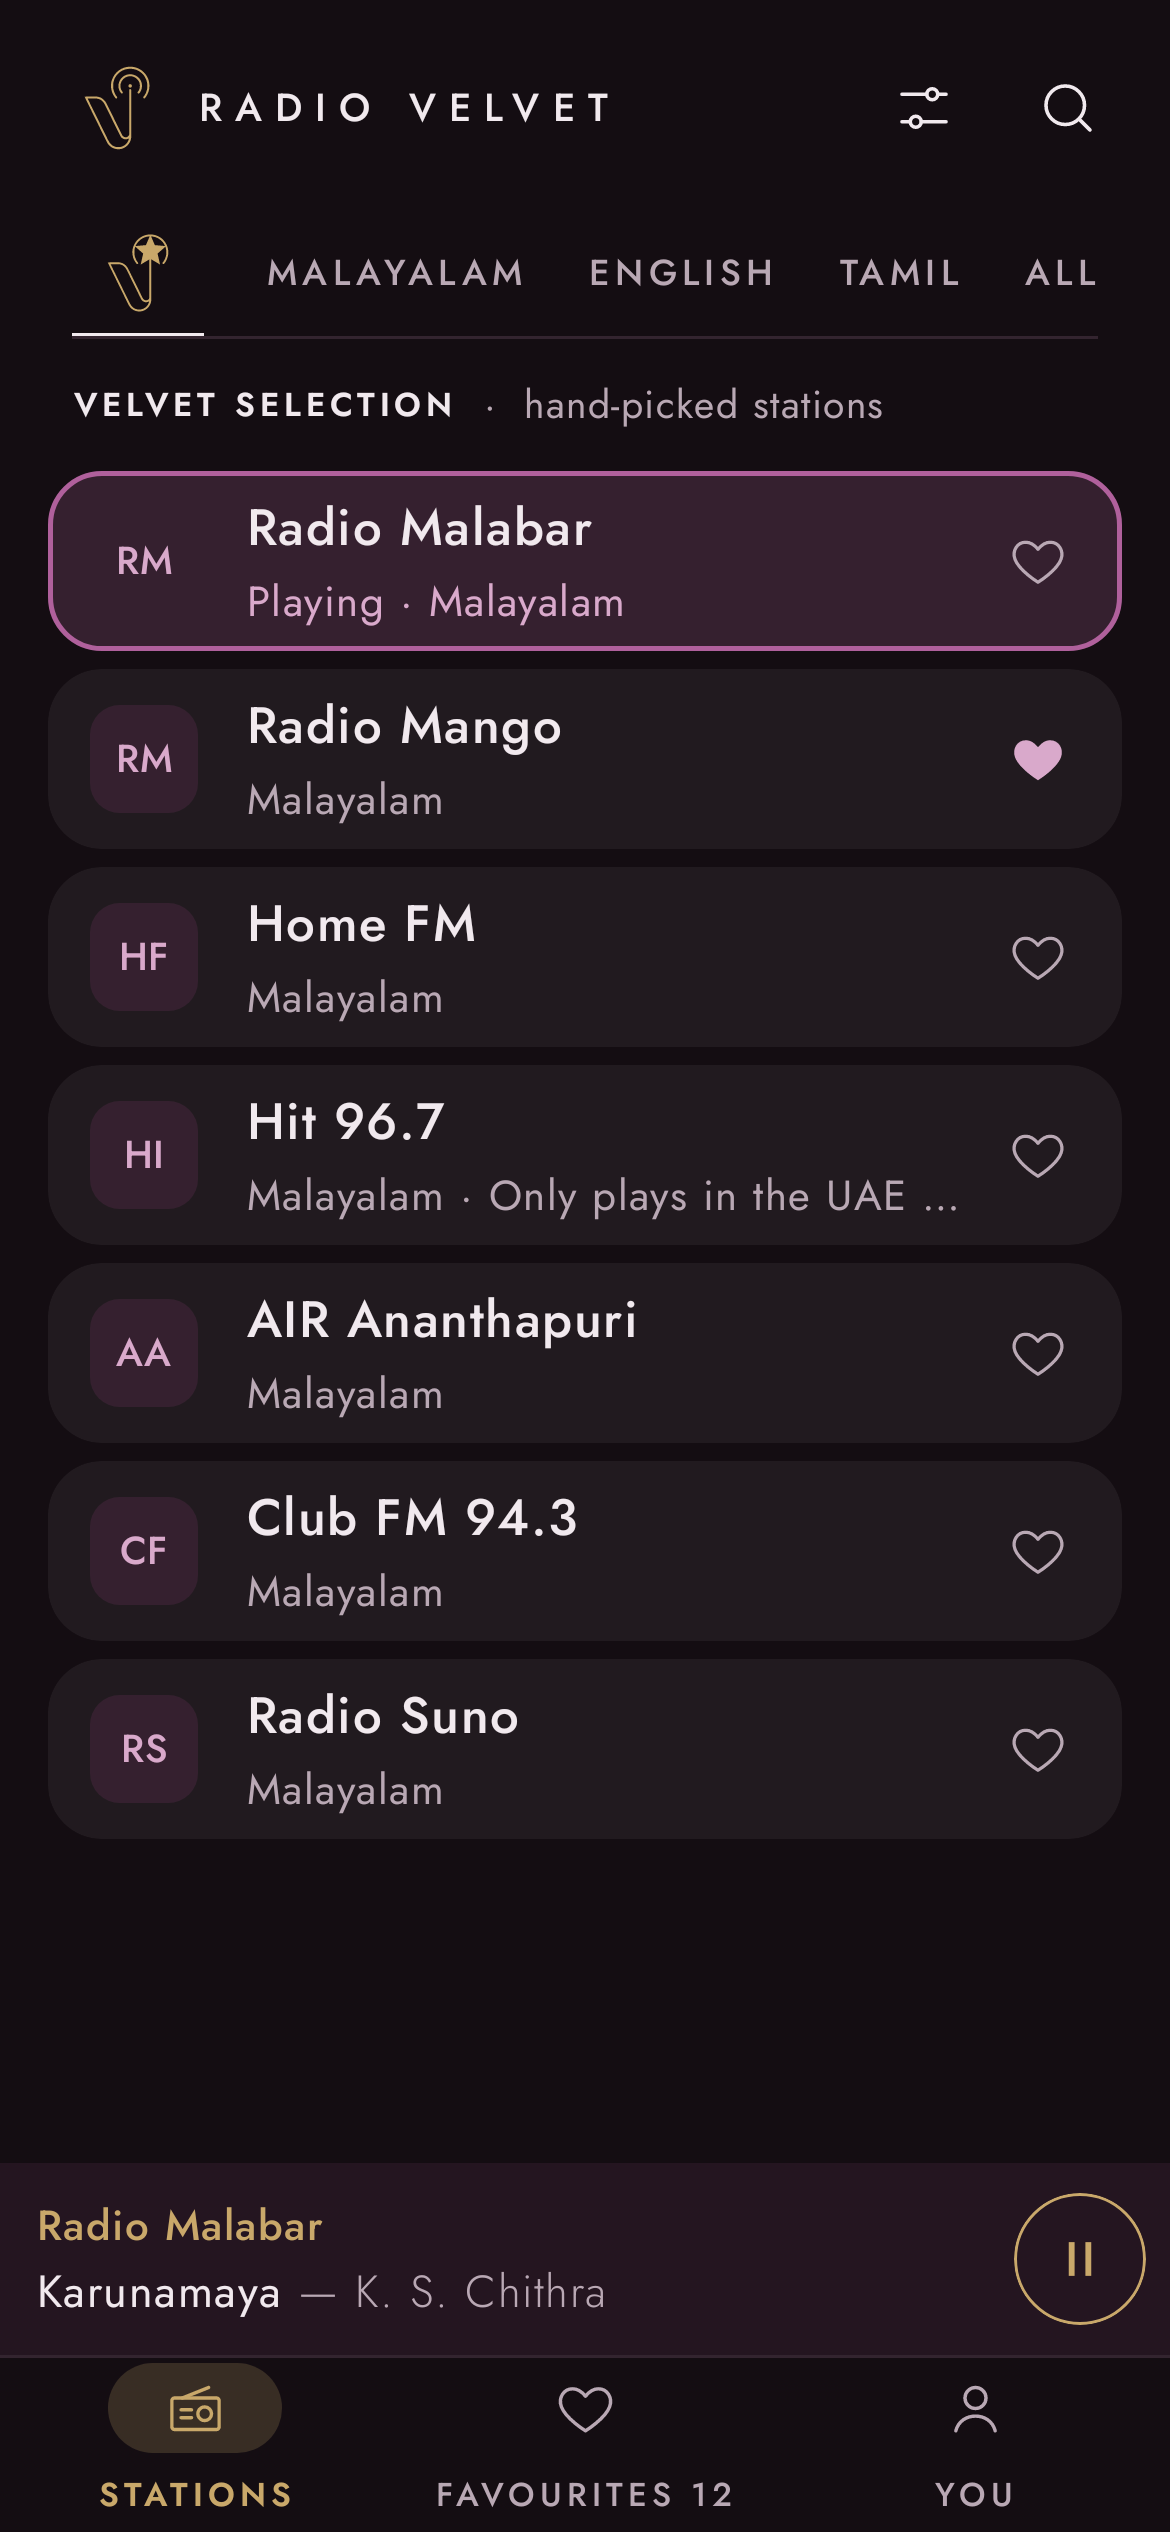 RADIO VELVET
MALAYALAM ENGLISH TAMIL ALL
VELVET SELECTION · hand-picked stations
RM Radio Malabar
Playing · Malayalam
RM Radio Mango
Malayalam
HF Home FM
Malayalam
HI Hit 96.7
Malayalam · Only plays in the UAE ...
AA AIR Ananthapuri
Malayalam
CF Club FM 94.3
Malayalam
RS Radio Suno
Malayalam
Radio Malabar
Karunamaya — K. S. Chithra
STATIONS FAVOURITES 12 YOU